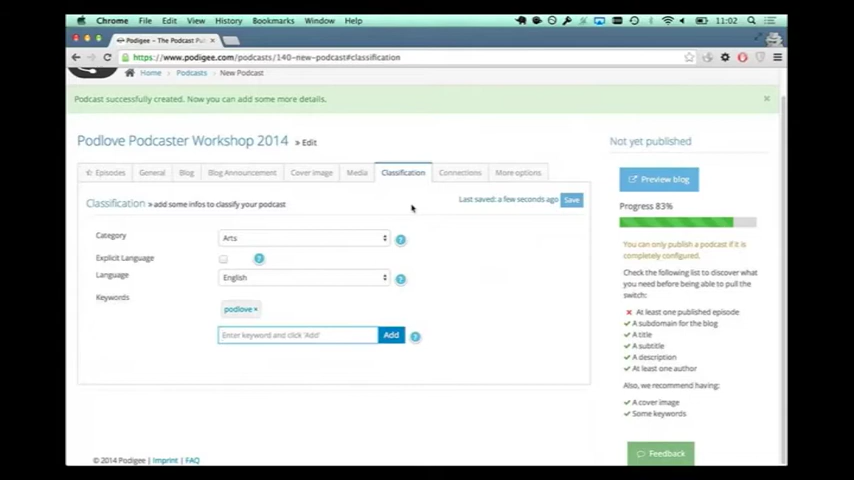 Chrome File Edit View History Bookmarks Window Help 11:02
Podigee – The Podcast Pu
https://www.podigee.com/podcasts/140-new-podcast#classification
Home Podcasts New Podcast
Podcast successfully created. Now you can add some more details. ×
Podlove Podcaster Workshop 2014 » Edit
Not yet published
Episodes General Blog Blog Announcement Cover image Media Classification Connections More options
Preview blog
Classification » add some infos to classify your podcast
Last saved: a few seconds ago Save
Progress 83%
Category Arts ?
Explicit Language ?
Language English ?
Keywords
podlove ×
Enter keyword and click 'Add' Add ?
You can only publish a podcast if it is
completely configured.
Check the following list to discover what
you need before being able to pull the
switch:
× At least one published episode
✓ A subdomain for the blog
✓ A title
✓ A subtitle
✓ A description
✓ At least one author
Also, we recommend having:
✓ A cover image
✓ Some keywords
Feedback
© 2014 Podigee | Imprint | FAQ